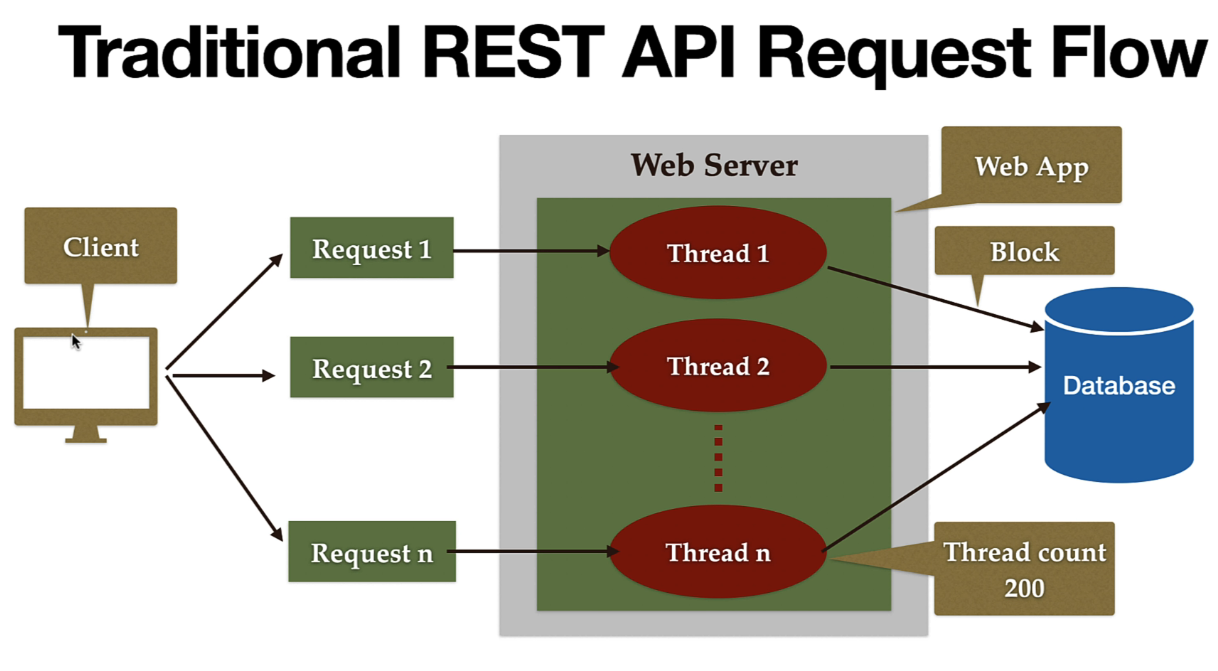 Traditional REST API Request Flow
Web Server
Web App
Client
Request 1
Thread 1
Block
Request 2
Thread 2
Database
Request n
Thread n
Thread count
200